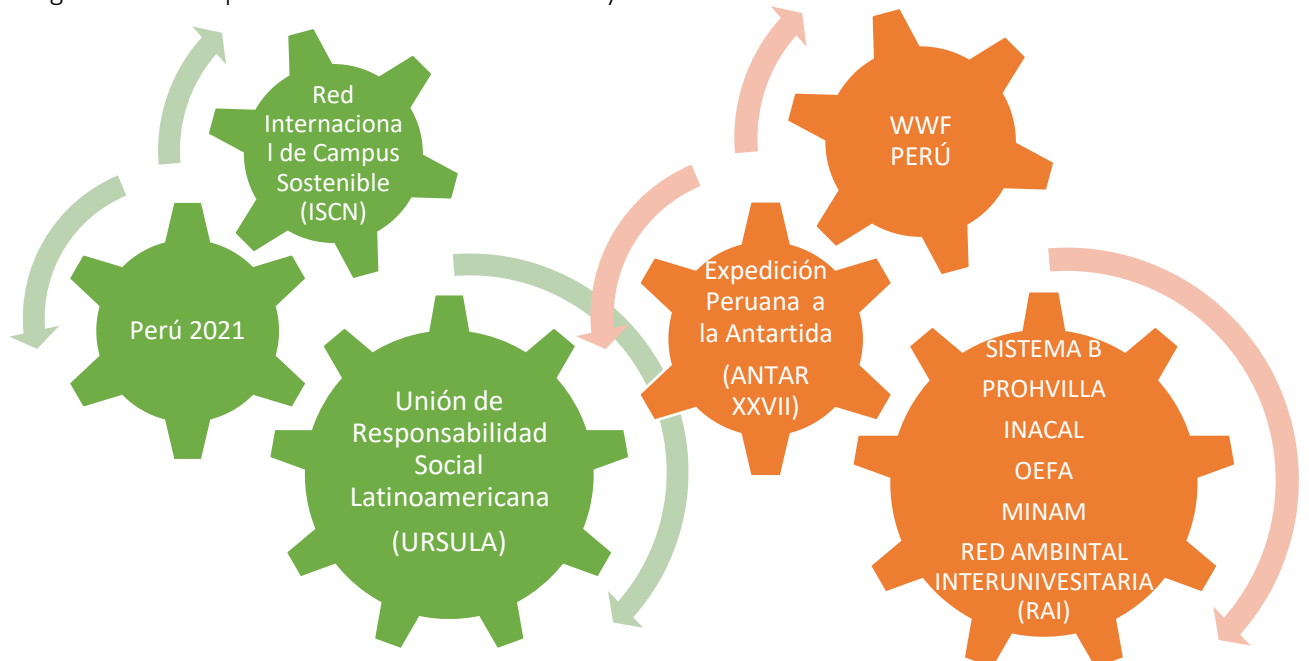 Red
Internaciona
l de Campus
Sostenible
(ISCN)
Perú 2021
Unión de
Responsabilidad
Social
Latinoamericana
(URSULA)
WWF
PERÚ
Expedición
Peruana a
la Antartida
(ANTAR
XXVII)
SISTEMA B
PROHVILLA
INACAL
OEFA
MINAM
RED AMBINTAL
INTERUNIVESITARIA
(RAI)